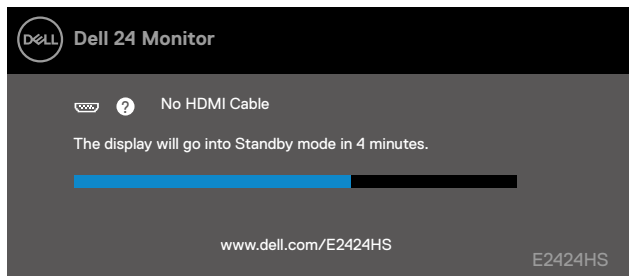 DELL Dell 24 Monitor
? No HDMI Cable
The display will go into Standby mode in 4 minutes.
www.dell.com/E2424HS
E2424HS